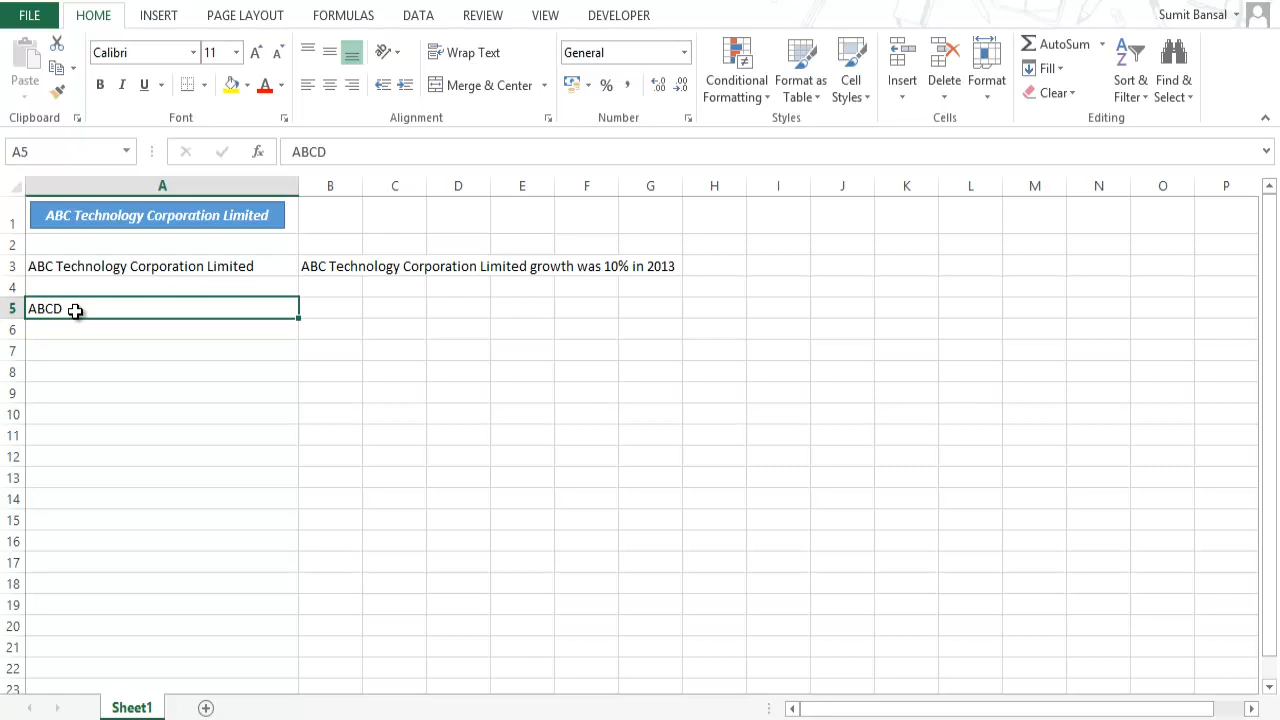 FILE HOME INSERT PAGE LAYOUT FORMULAS DATA REVIEW VIEW DEVELOPER Sumit Bansal
Paste
Clipboard
Calibri 11
B I U A
Font
Wrap Text
Merge & Center
Alignment
General
% ,
Number
Conditional Formatting
Format as Table
Cell Styles
Styles
Insert
Delete
Format
Cells
AutoSum
Fill
Clear
Sort & Filter
Find & Select
Editing
A5 fx ABCD
A B C D E F G H I J K L M N O P
1 ABC Technology Corporation Limited
2
3 ABC Technology Corporation Limited ABC Technology Corporation Limited growth was 10% in 2013
4
5 ABCD
6
7
8
9
10
11
12
13
14
15
16
17
18
19
20
21
22
23
Sheet1